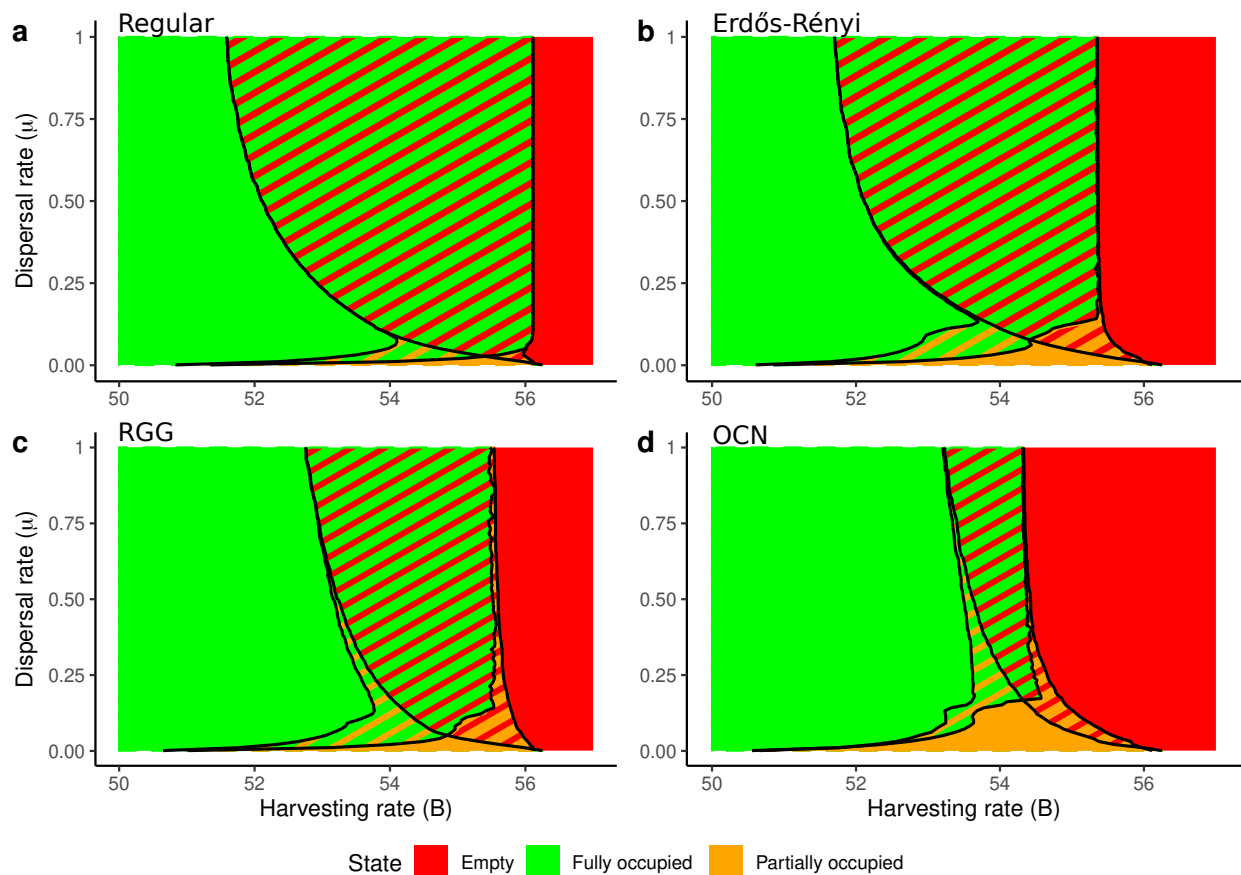 a Regular
b Erdős-Rényi
Dispersal rate (μ)
1
0.75
0.50
0.25
0.00
50 52 54 56
1
0.75
0.50
0.25
0.00
50 52 54 56
c RGG
d OCN
Dispersal rate (μ)
1
0.75
0.50
0.25
0.00
50 52 54 56
Harvesting rate (B)
1
0.75
0.50
0.25
0.00
50 52 54 56
Harvesting rate (B)
State Empty Fully occupied Partially occupied